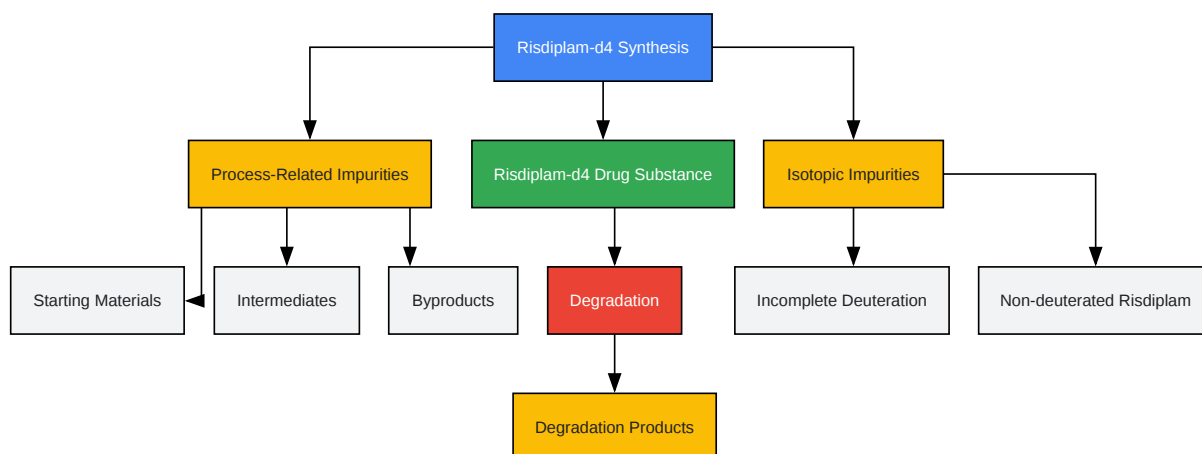 Risdiplam-d4 Synthesis
Process-Related Impurities
Risdiplam-d4 Drug Substance
Isotopic Impurities
Starting Materials
Intermediates
Byproducts
Degradation
Incomplete Deuteration
Non-deuterated Risdiplam
Degradation Products